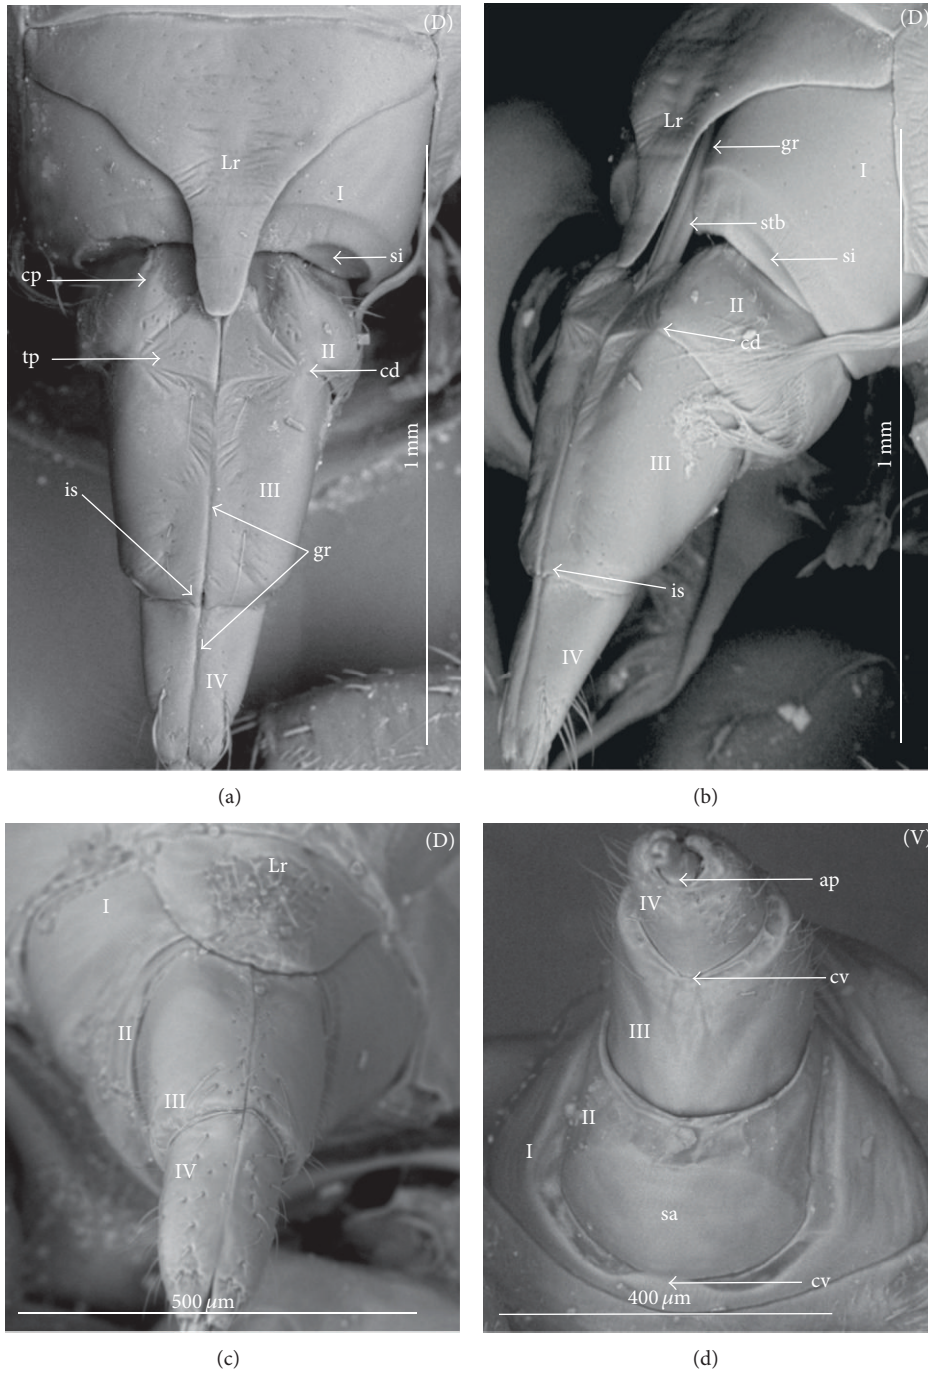 (D)
Lr
I
si
cp
tp
II
cd
1 mm
is
III
gr
IV
(a)
(D)
Lr
gr
I
stb
si
II
cd
1 mm
III
is
IV
(b)
(D)
Lr
I
II
III
IV
500 μm
(c)
(V)
ap
IV
cv
III
II
I
sa
cv
400 μm
(d)